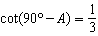 cot(90° − A) = 1/3